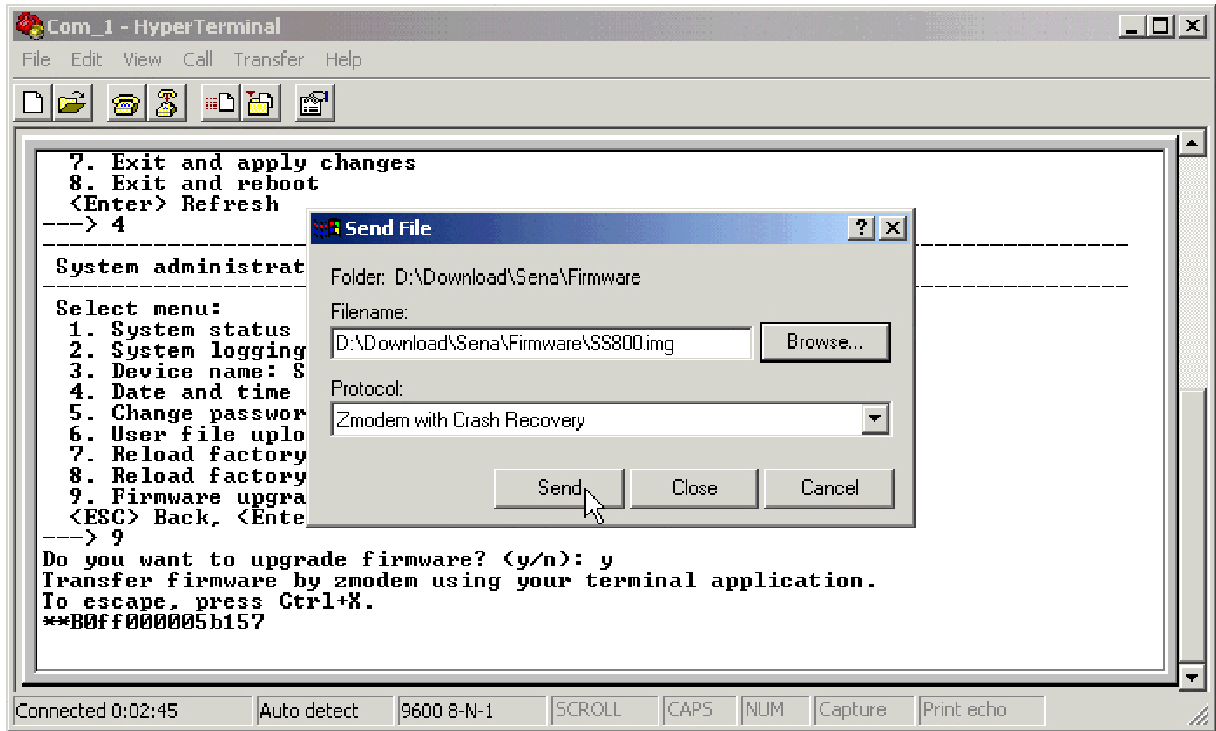 Com_1 - HyperTerminal
File Edit View Call Transfer Help
7. Exit and apply changes
8. Exit and reboot
<Enter> Refresh
---> 4
System administrat
Select menu:
1. System status
2. System logging
3. Device name: S
4. Date and time
5. Change passwor
6. User file uplo
7. Reload factory
8. Reload factory
9. Firmware upgra
<ESC> Back, <Ente
---> 9
Do you want to upgrade firmware? (y/n): y
Transfer firmware by zmodem using your terminal application.
To escape, press Ctrl+X.
**B0ff000005b157
Send File
Folder: D:\Download\Sena\Firmware
Filename:
D:\Download\Sena\Firmware\SS800.img
Browse...
Protocol:
Zmodem with Crash Recovery
Send Close Cancel
Connected 0:02:45 Auto detect 9600 8-N-1 SCROLL CAPS NUM Capture Print echo